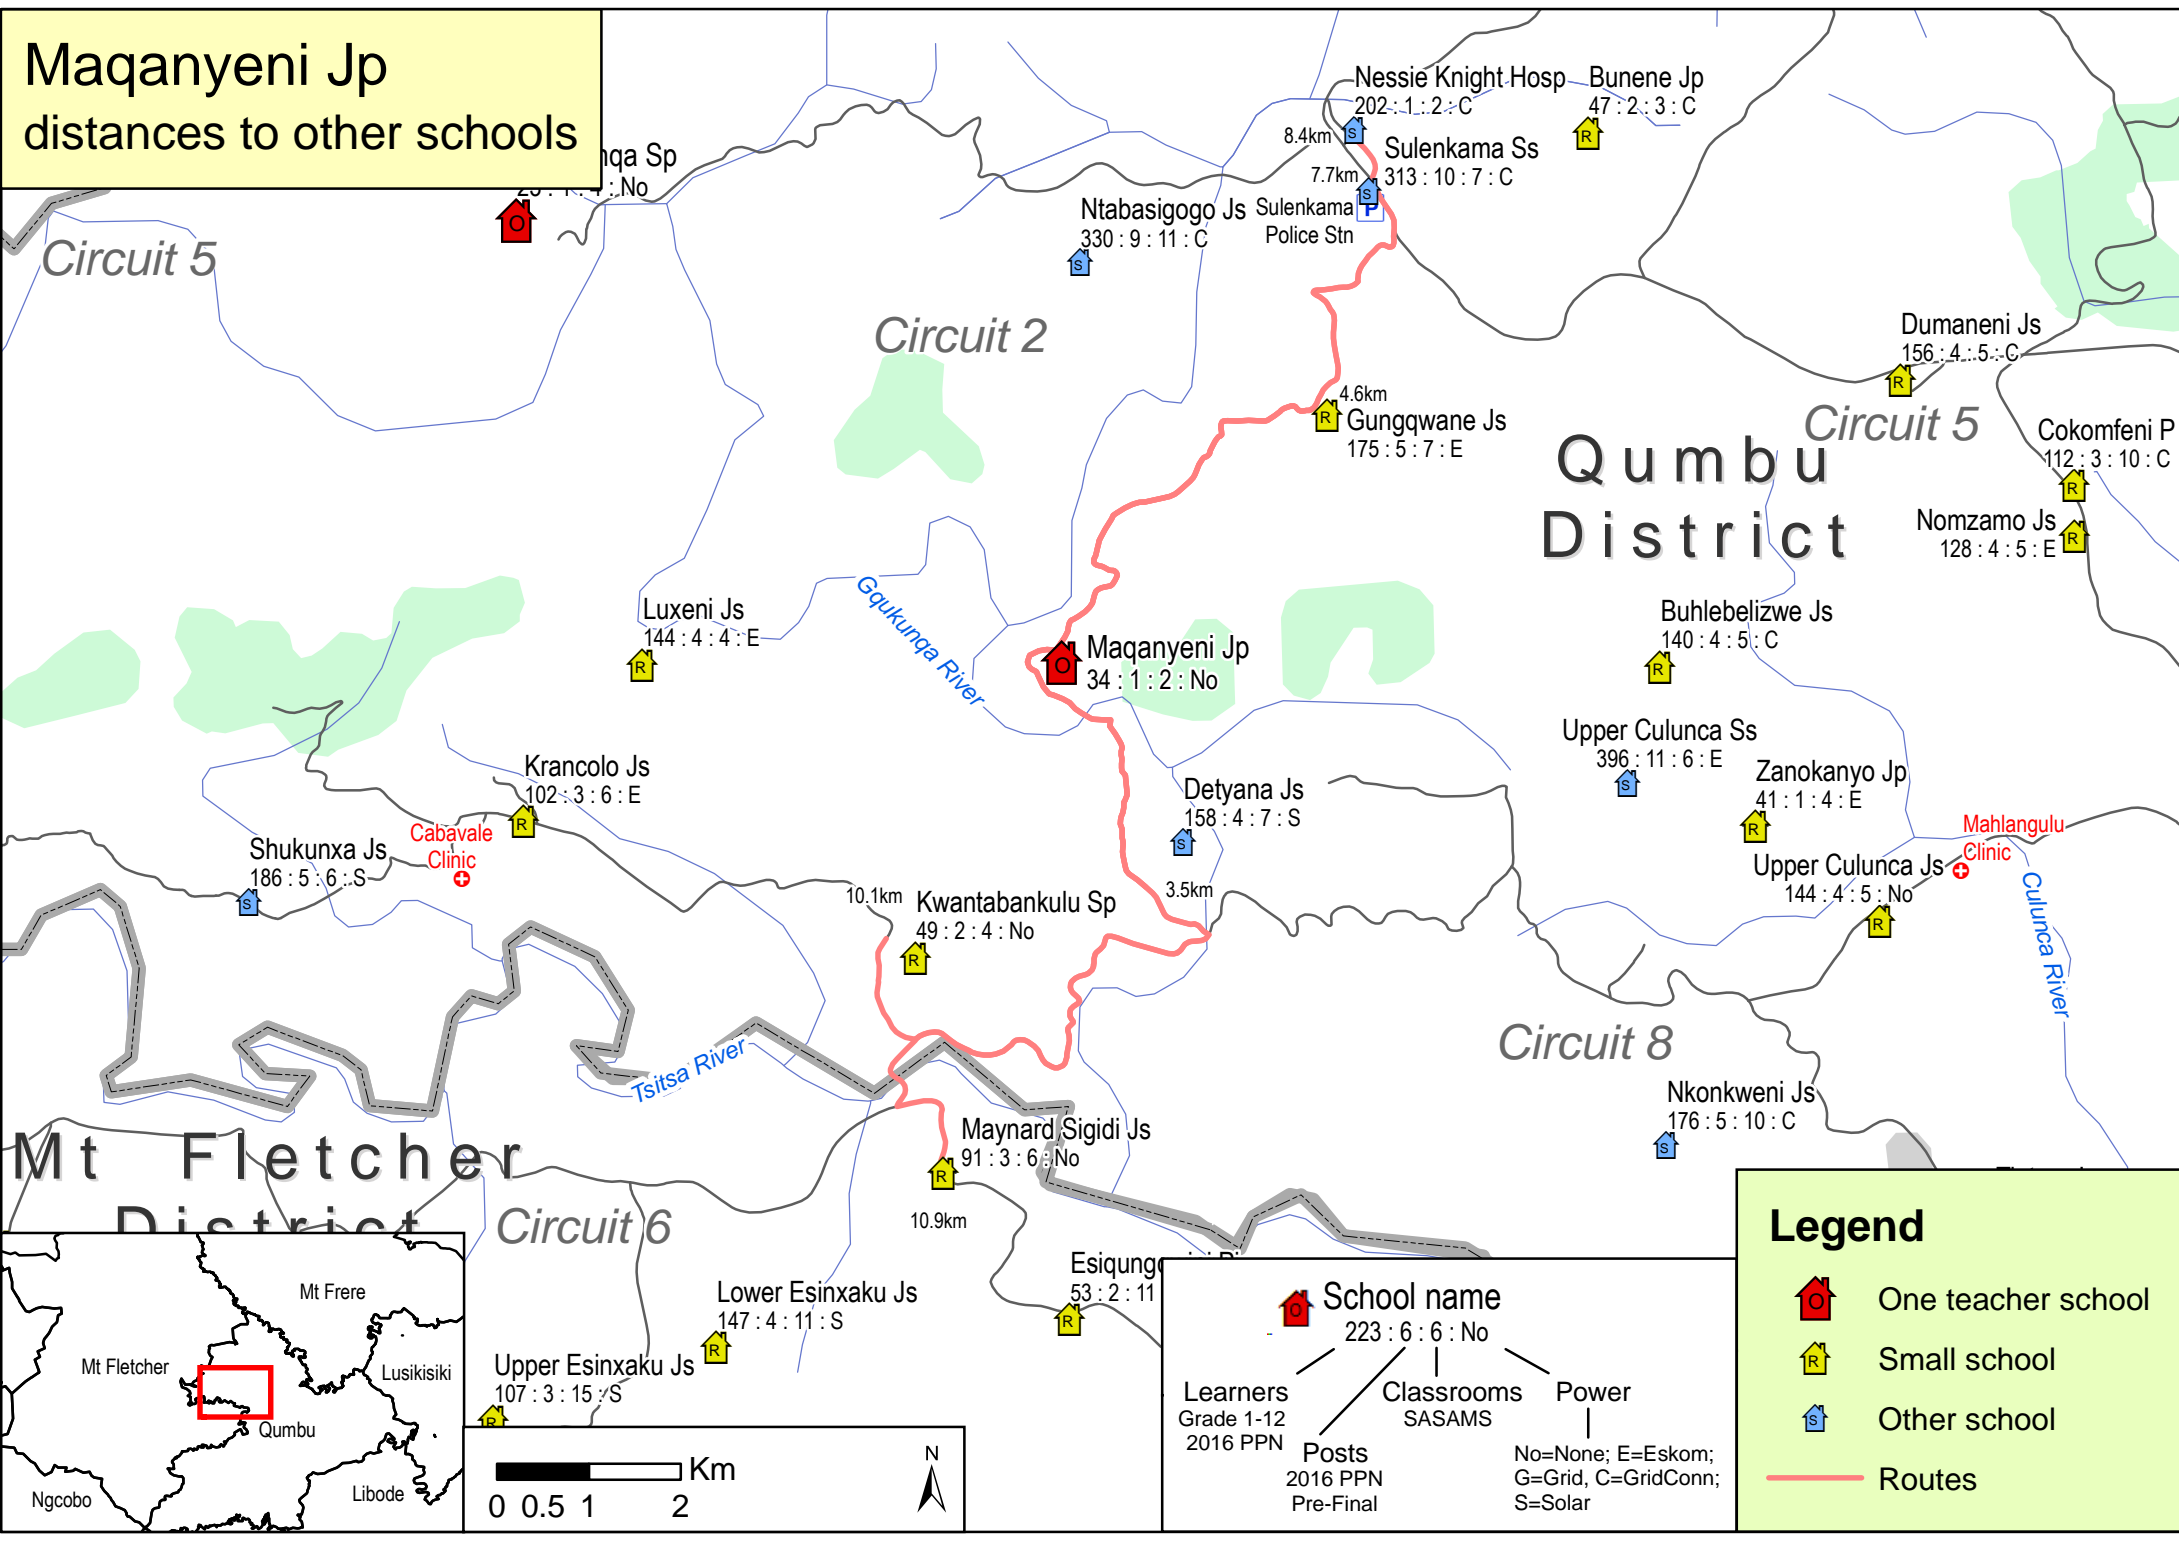 Maqanyeni Jp
distances to other schools
Sp
No
Circuit 5
Nessie Knight Hosp
202 : 1 : 2 : C
Bunene Jp
47 : 2 : 3 : C
8.4km
Sulenkama Ss
313 : 10 : 7 : C
7.7km
Sulenkama
Police Stn
P
Ntabasigogo Js
330 : 9 : 11 : C
Circuit 2
Dumaneni Js
156 : 4 : 5 : C
4.6km
Gungqwane Js
175 : 5 : 7 : E
Circuit 5
Qumbu
District
Cokomfeni P
112 : 3 : 10 : C
Nomzamo Js
128 : 4 : 5 : E
Gqukunqa River
Luxeni Js
144 : 4 : 4 : E
Buhlebelizwe Js
140 : 4 : 5 : C
Maqanyeni Jp
34 : 1 : 2 : No
Upper Culunca Ss
396 : 11 : 6 : E
Krancolo Js
102 : 3 : 6 : E
Zanokanyo Jp
41 : 1 : 4 : E
Detyana Js
158 : 4 : 7 : S
Cabavale
Clinic
Shukunxa Js
186 : 5 : 6 : S
Mahlangulu
Clinic
Upper Culunca Js
144 : 4 : 5 : No
10.1km
Kwantabankulu Sp
49 : 2 : 4 : No
3.5km
Culunca River
Circuit 8
Tsitsa River
Nkonkweni Js
176 : 5 : 10 : C
Maynard Sigidi Js
91 : 3 : 6 : No
Mt Fletcher
District
Circuit 6
10.9km
53 : 2 : 11
Lower Esinxaku Js
147 : 4 : 11 : S
Upper Esinxaku Js
107 : 3 : 15 : S
Mt Frere
Mt Fletcher
Lusikisiki
Qumbu
Ngcobo
Libode
Km
0 0.5 1 2
N
School name
223 : 6 : 6 : No
Learners
Grade 1-12
2016 PPN
Posts
2016 PPN
Pre-Final
Classrooms
SASAMS
Power
No=None; E=Eskom;
G=Grid, C=GridConn;
S=Solar
Legend
O One teacher school
R Small school
S Other school
Routes